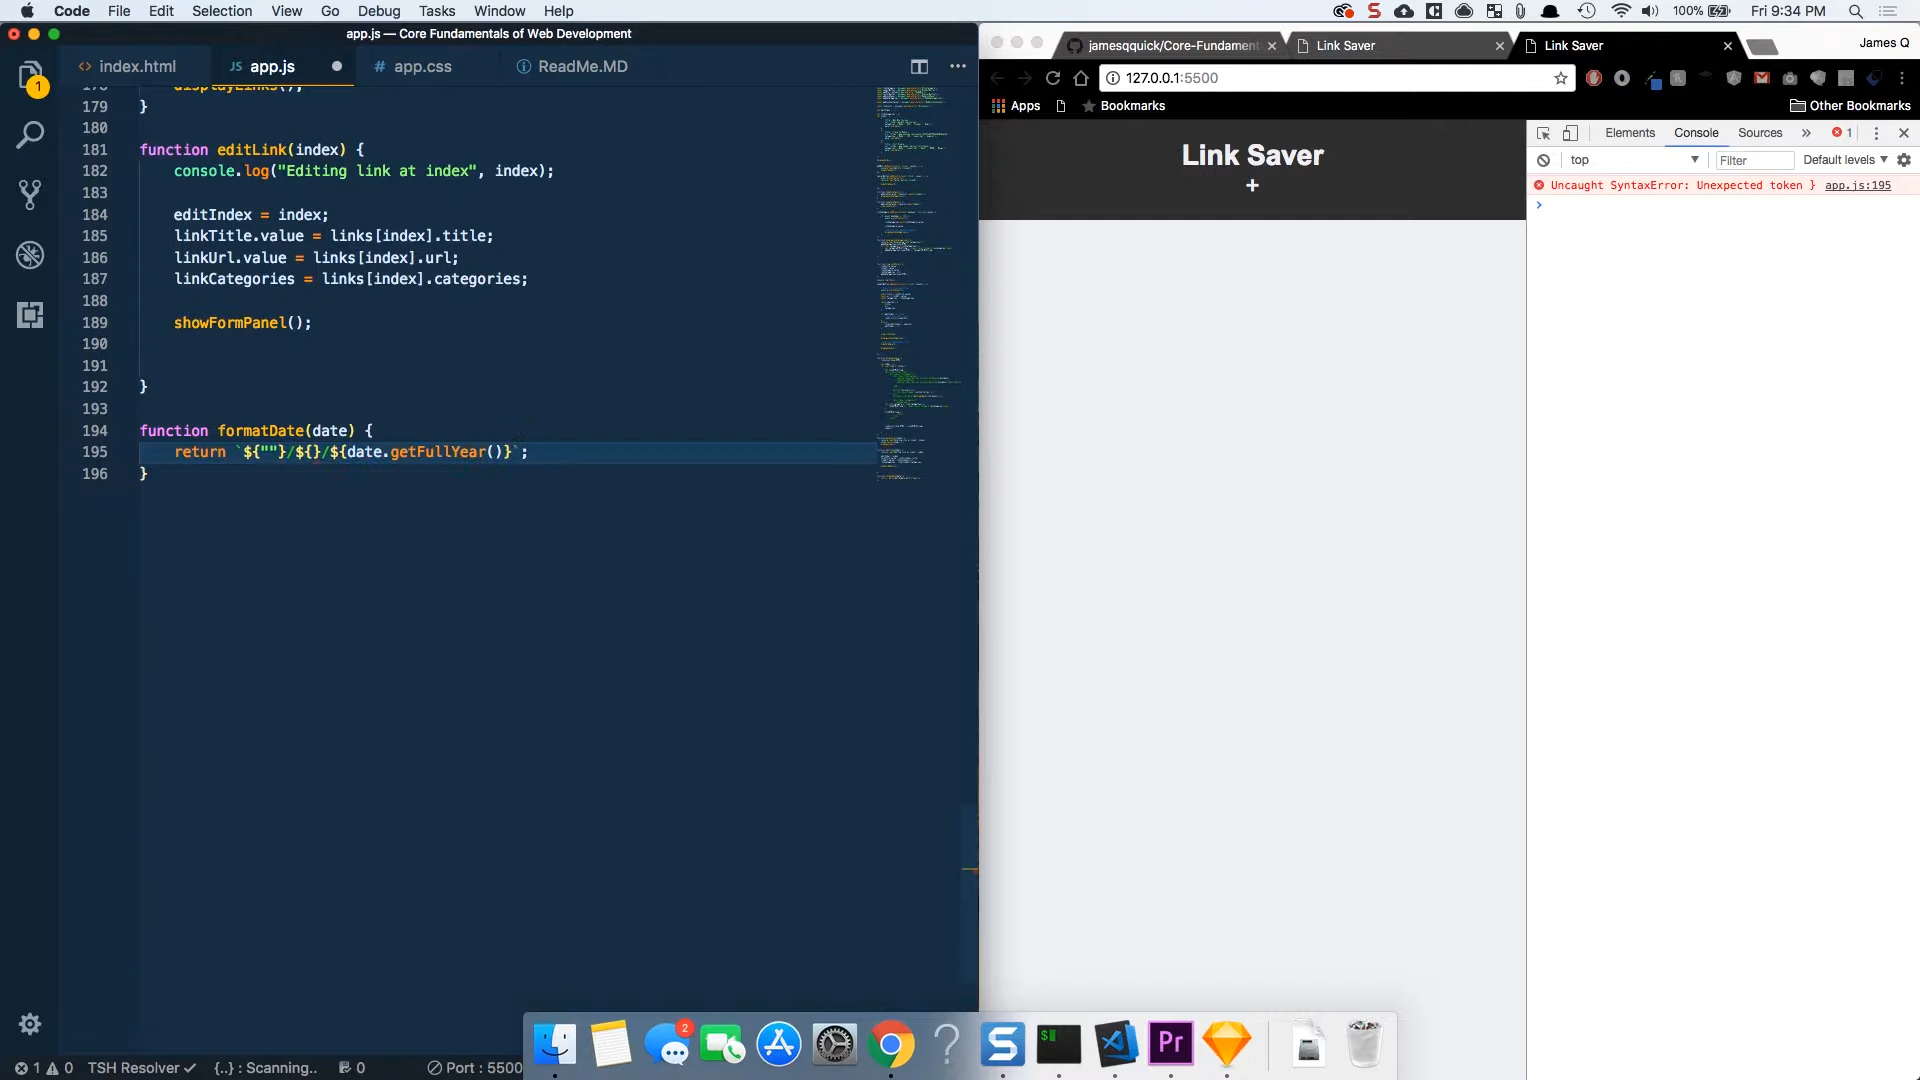 Code File Edit Selection View Go Debug Tasks Window Help
100% Fri 9:34 PM
app.js — Core Fundamentals of Web Development
<> index.html
JS app.js
# app.css
ReadMe.MD
displayLinks();
179 }
180
181 function editLink(index) {
182 console.log("Editing link at index", index);
183
184 editIndex = index;
185 linkTitle.value = links[index].title;
186 linkUrl.value = links[index].url;
187 linkCategories = links[index].categories;
188
189 showFormPanel();
190
191
192 }
193
194 function formatDate(date) {
195 return `${""}/${}/${date.getFullYear()}`;
196 }
1
1 0 TSH Resolver {..} : Scanning.. 0 Port : 5500
jamesqquick/Core-Fundament
Link Saver
Link Saver
James Q
127.0.0.1:5500
Apps
Bookmarks
Other Bookmarks
Link Saver
+
Elements Console Sources » 1
top
Filter
Default levels
Uncaught SyntaxError: Unexpected token } app.js:195
>
2
S
$
Pr